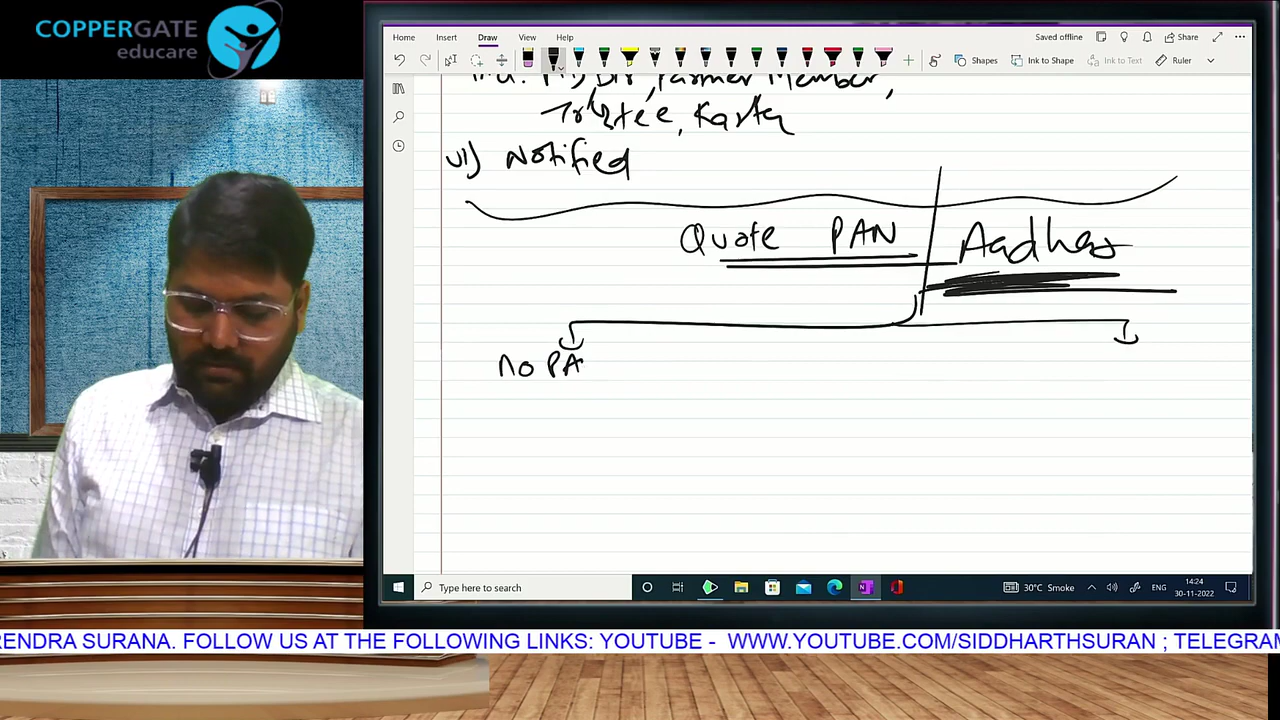 COPPERGATE
educare
Home Insert Draw View Help
Saved offline
Share
Shapes
Ink to Shape
Ink to Text
Ruler
Member,
Trustee, Karta
vi) Notified
Quote PAN
Aadhar
no PA
Type here to search
30°C Smoke
ENG
14:24
30-11-2022
RENDRA SURANA. FOLLOW US AT THE FOLLOWING LINKS: YOUTUBE - WWW.YOUTUBE.COM/SIDDHARTHSURAN ; TELEGRAM